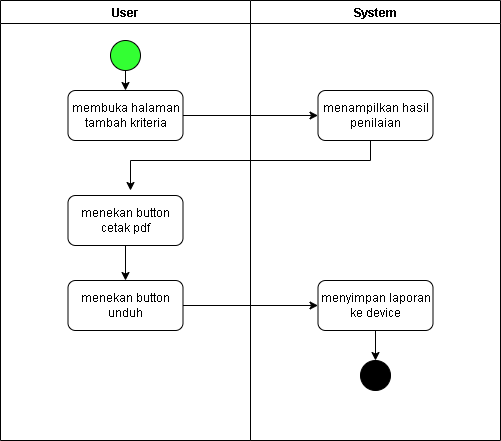 User
System
membuka halaman
tambah kriteria
menampilkan hasil
penilaian
menekan button
cetak pdf
menekan button
unduh
menyimpan laporan
ke device